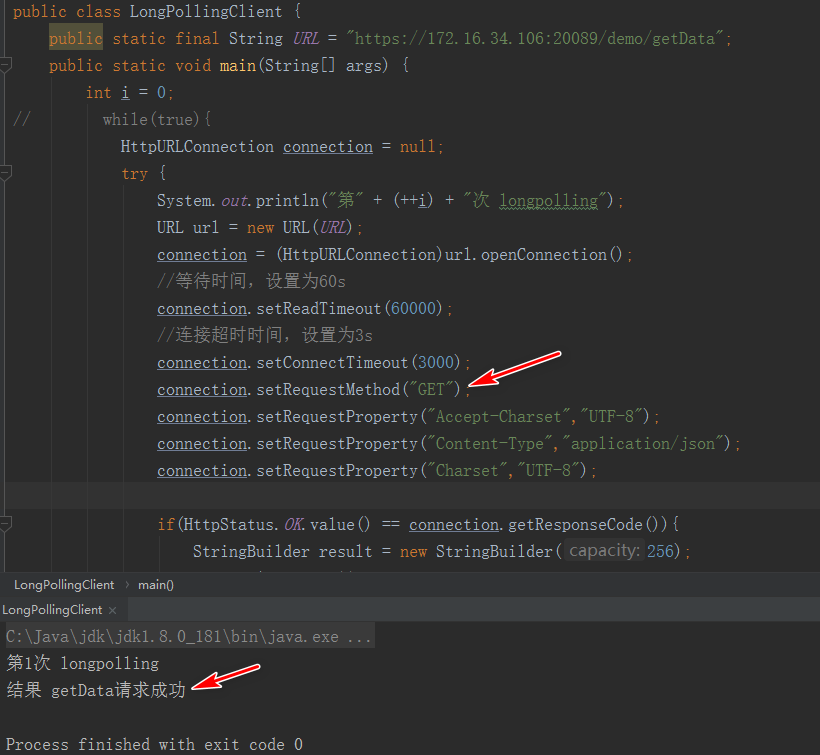 public class LongPollingClient {
public static final String URL = "https://172.16.34.106:20089/demo/getData";
public static void main(String[] args) {
int i = 0;
// while(true){
HttpURLConnection connection = null;
try {
System.out.println("第" + (++i) + "次 longpolling");
URL url = new URL(URL);
connection = (HttpURLConnection)url.openConnection();
//等待时间，设置为60s
connection.setReadTimeout(60000);
//连接超时时间，设置为3s
connection.setConnectTimeout(3000);
connection.setRequestMethod("GET");
connection.setRequestProperty("Accept-Charset","UTF-8");
connection.setRequestProperty("Content-Type","application/json");
connection.setRequestProperty("Charset","UTF-8");
if(HttpStatus.OK.value() == connection.getResponseCode()){
StringBuilder result = new StringBuilder( capacity: 256);
LongPollingClient › main()
LongPollingClient ×
C:\Java\jdk\jdk1.8.0_181\bin\java.exe ...
第1次 longpolling
结果 getData请求成功
Process finished with exit code 0